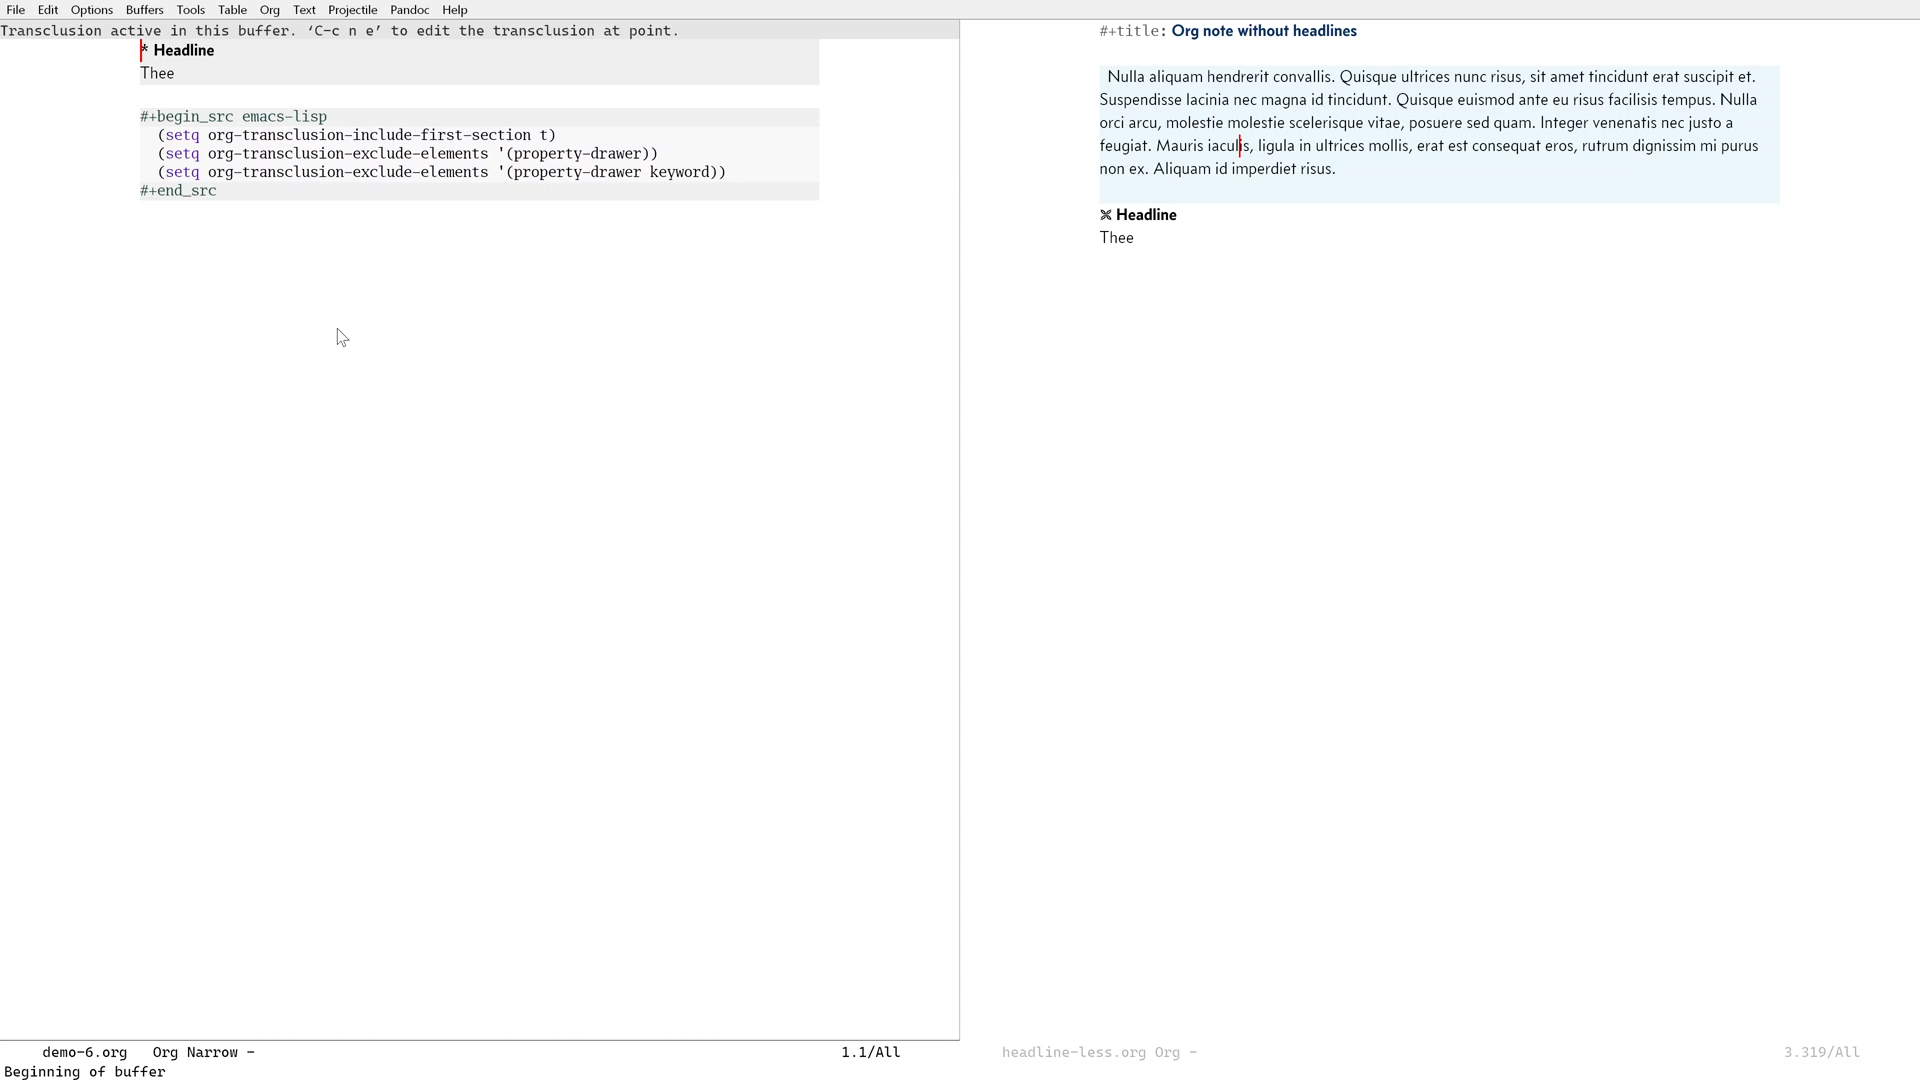 File Edit Options Buffers Tools Table Org Text Projectile Pandoc Help
Transclusion active in this buffer. ‘C-c n e’ to edit the transclusion at point.
* Headline
Thee
#+begin_src emacs-lisp
(setq org-transclusion-include-first-section t)
(setq org-transclusion-exclude-elements '(property-drawer))
(setq org-transclusion-exclude-elements '(property-drawer keyword))
#+end_src
demo-6.org Org Narrow - 1.1/All
Beginning of buffer
#+title: Org note without headlines
Nulla aliquam hendrerit convallis. Quisque ultrices nunc risus, sit amet tincidunt erat suscipit et.
Suspendisse lacinia nec magna id tincidunt. Quisque euismod ante eu risus facilisis tempus. Nulla
orci arcu, molestie molestie scelerisque vitae, posuere sed quam. Integer venenatis nec justo a
feugiat. Mauris iaculis, ligula in ultrices mollis, erat est consequat eros, rutrum dignissim mi purus
non ex. Aliquam id imperdiet risus.
Headline
Thee
headline-less.org Org - 3.319/All